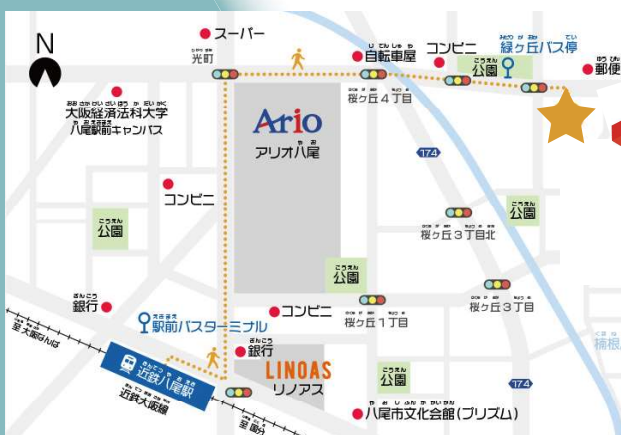 N
スーパー
光町
自転車屋
コンビニ
緑ヶ丘バス停
公園
郵便
大阪経済法科大学
八尾駅前キャンパス
Ario
アリオ八尾
桜ヶ丘4丁目
174
コンビニ
公園
公園
桜ヶ丘3丁目北
公園
銀行
駅前バスターミナル
コンビニ
桜ヶ丘1丁目
桜ヶ丘3丁目
楠根
至 大阪なんば
銀行
LINOAS
リノアス
近鉄八尾駅
近鉄大阪線
至 国分
公園
174
八尾市文化会館(プリズム)